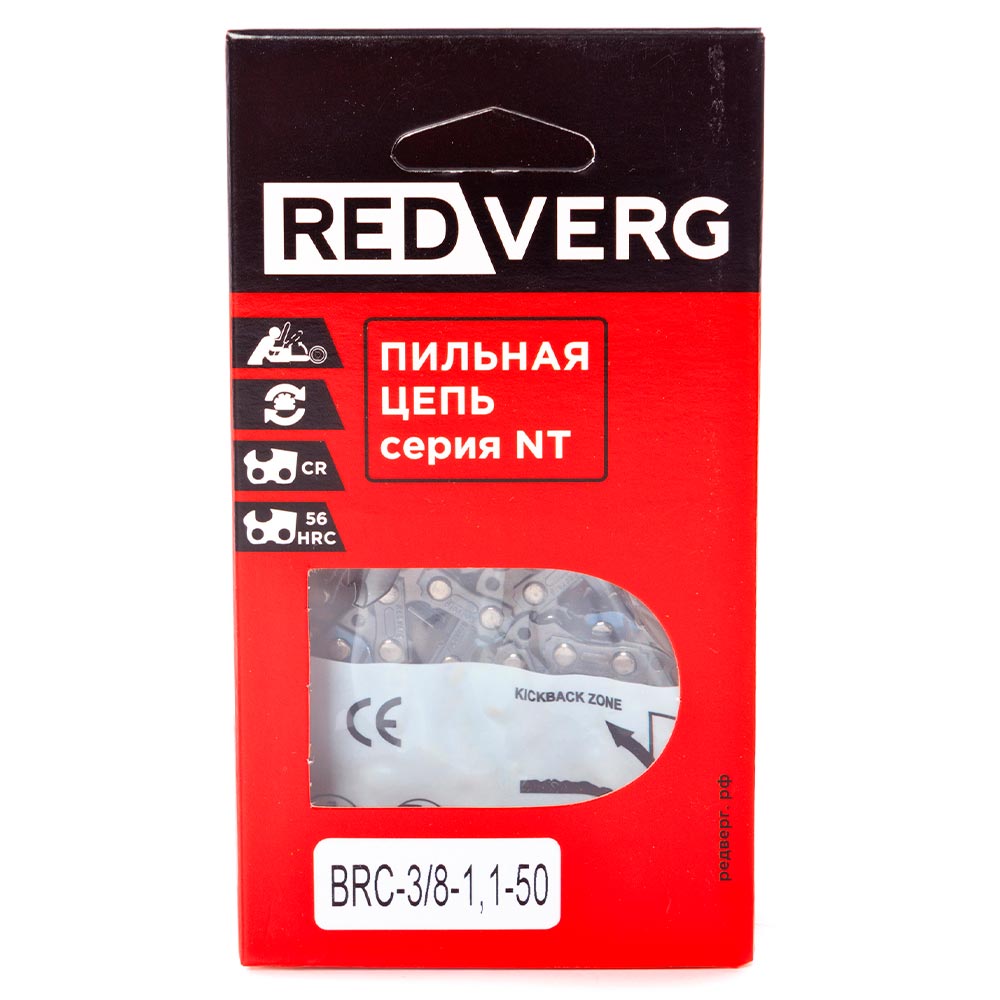 REDVERG
ПИЛЬНАЯ
ЦЕПЬ
серия NT
CR
56
HRC
CE
KICKBACK ZONE
BRC-3/8-1,1-50
редверг.рф